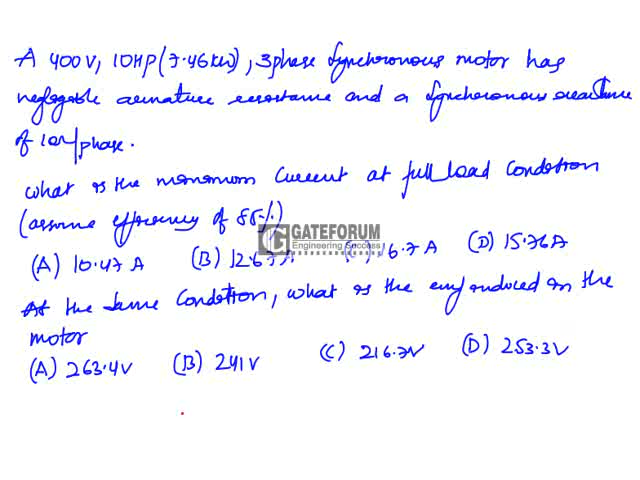 A 400V, 10HP (7.46kW), 3phase Synchronous motor has
negligable armature resistance and a Synchronous reactance
of 10Ω/phase.
What is the minimum Current at full load Condition
(assume efficiency of 85%)
GATEFORUM
Engineering Success
(A) 10.47 A (B) (C) 16.7 A (D) 15.76A
At the Same Condition, what is the emf induced in the
motor
(A) 263.4V (B) 241V (C) 216.7V (D) 253.3V